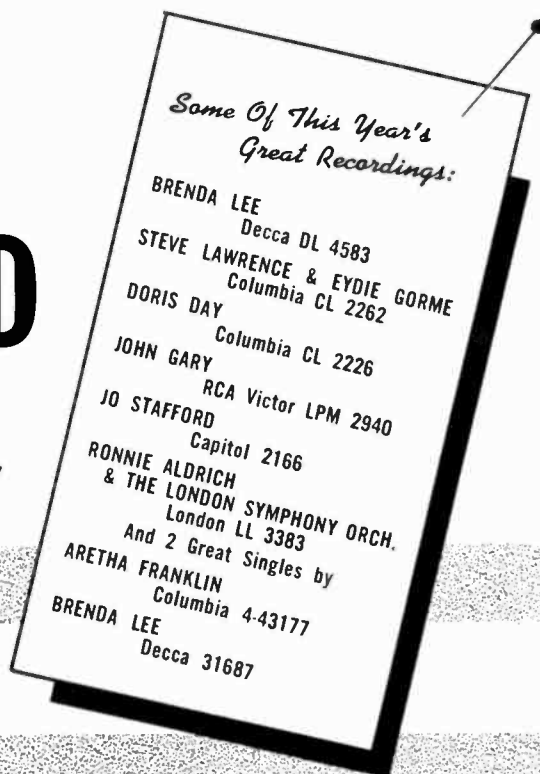 Some Of This Year's
Great Recordings:
BRENDA LEE
Decca DL 4583
STEVE LAWRENCE & EYDIE GORME
Columbia CL 2262
DORIS DAY
Columbia CL 2226
JOHN GARY
RCA Victor LPM 2940
JO STAFFORD
Capitol 2166
RONNIE ALDRICH
& THE LONDON SYMPHONY ORCH.
London LL 3383
And 2 Great Singles by
ARETHA FRANKLIN
Columbia 4-43177
BRENDA LEE
Decca 31687